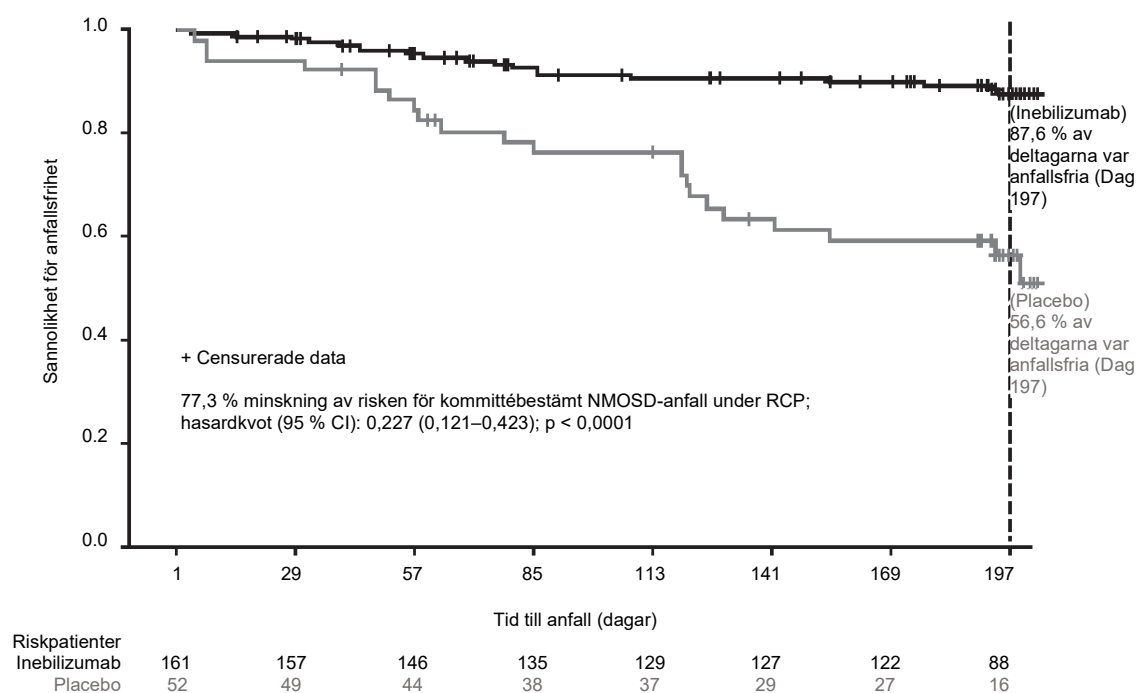 1.0
(Inebilizumab)
87,6 % av
deltagarna var
anfallsfria (Dag
197)
0.8
0.6
(Placebo)
56,6 % av
deltagarna var
anfallsfria (Dag
197)
0.4
+ Censurerade data
77,3 % minskning av risken för kommittébestämt NMOSD-anfall under RCP;
hasardkvot (95 % CI): 0,227 (0,121–0,423); p < 0,0001
0.2
0.0
Sannolikhet för anfallsfrihet
1 29 57 85 113 141 169 197
Tid till anfall (dagar)
Riskpatienter
Inebilizumab 161 157 146 135 129 127 122 88
Placebo 52 49 44 38 37 29 27 16